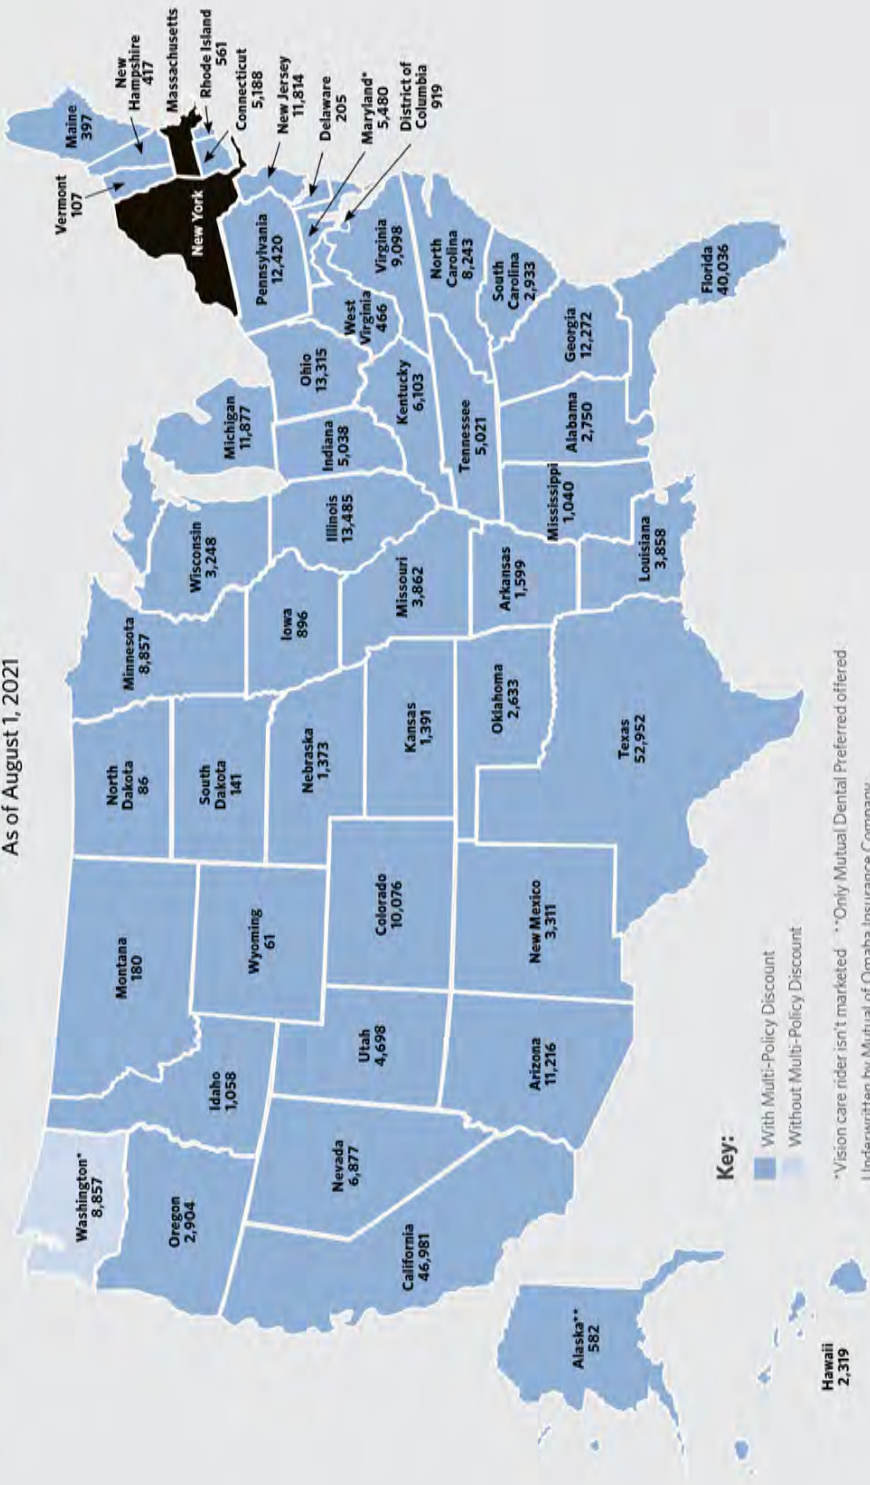 As of August 1, 2021
Washington*
8,857
Oregon
2,904
California
46,981
Nevada
6,877
Idaho
1,058
Montana
180
Wyoming
61
Utah
4,698
Arizona
11,216
Colorado
10,076
New Mexico
3,311
North
Dakota
86
South
Dakota
141
Nebraska
1,373
Kansas
1,391
Oklahoma
2,633
Texas
52,952
Minnesota
8,857
Iowa
896
Missouri
3,862
Arkansas
1,599
Louisiana
3,858
Wisconsin
3,248
Illinois
13,485
Michigan
11,877
Indiana
5,038
Ohio
13,315
Kentucky
6,103
Tennessee
5,021
Mississippi
1,040
Alabama
2,750
Georgia
12,272
Florida
40,036
South
Carolina
2,933
North
Carolina
8,243
Virginia
9,098
West
Virginia
466
Pennsylvania
12,420
New York
Vermont
107
Maine
397
New
Hampshire
417
Massachusetts
Rhode Island
561
Connecticut
5,188
New Jersey
11,814
Delaware
205
Maryland*
5,480
District of
Columbia
919
Alaska**
582
Hawaii
2,319
Key:
With Multi-Policy Discount
Without Multi-Policy Discount
*Vision care rider isn't marketed **Only Mutual Dental Preferred offered
Underwritten by Mutual of Omaha Insurance Company